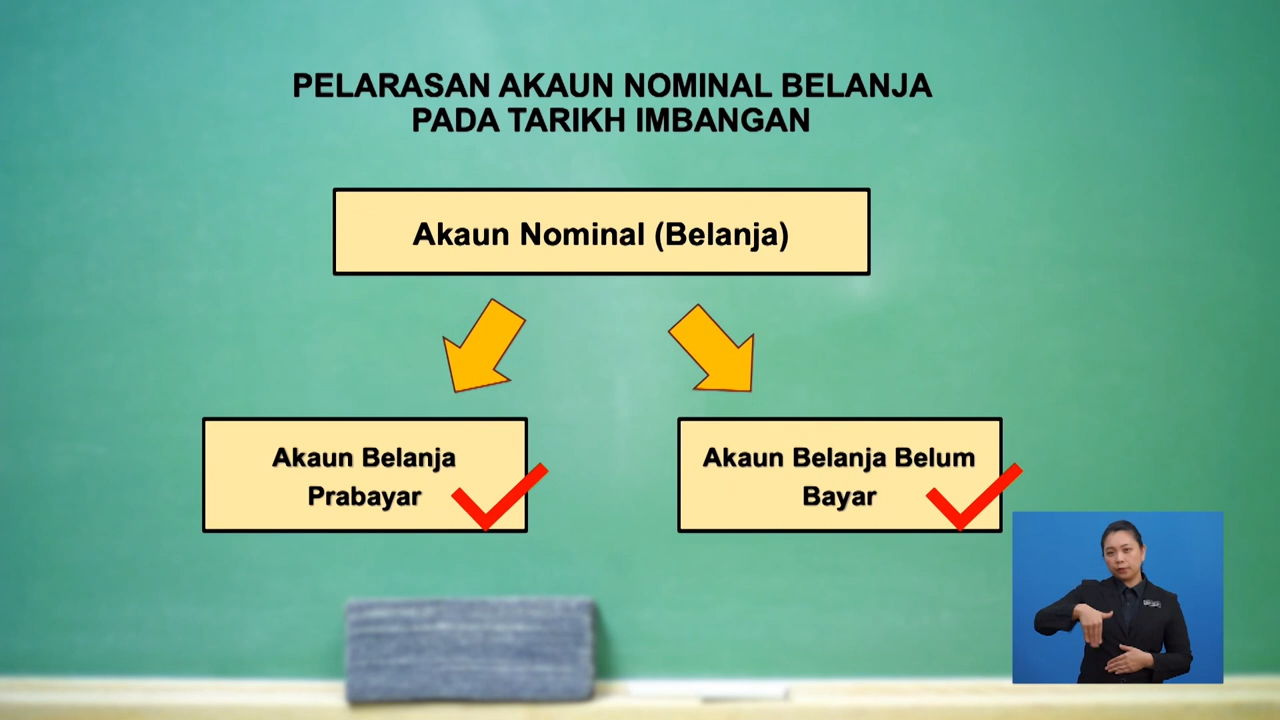 PELARASAN AKAUN NOMINAL BELANJA
PADA TARIKH IMBANGAN
Akaun Nominal (Belanja)
Akaun Belanja
Prabayar
Akaun Belanja Belum
Bayar